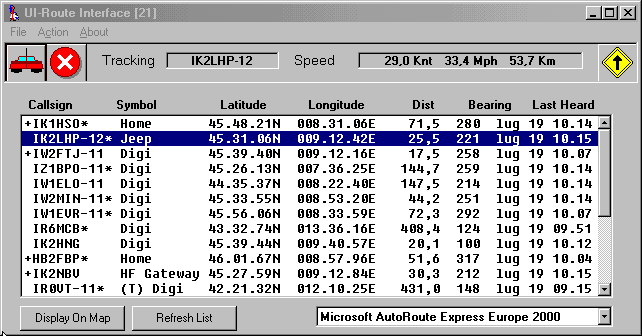 UI-Route Interface [21]
File Action About
Tracking IK2LHP-12 Speed 29,0 Knt 33,4 Mph 53,7 Km
Callsign Symbol Latitude Longitude Dist Bearing Last Heard
+IK1HSO* Home 45.48.21N 008.31.06E 71,5 280 lug 19 10.14
IK2LHP-12* Jeep 45.31.06N 009.12.42E 25,5 221 lug 19 10.15
+IW2FTJ-11 Digi 45.39.40N 009.12.16E 17,5 258 lug 19 10.07
IZ1BPO-11* Digi 45.26.13N 007.36.25E 144,7 259 lug 19 10.14
IW1ELO-11 Digi 44.35.37N 008.22.40E 147,5 214 lug 19 10.14
IW2MIN-11* Digi 45.33.55N 008.53.20E 44,2 251 lug 19 10.14
IW1EVR-11* Digi 45.56.06N 008.33.59E 72,3 292 lug 19 10.07
IR6MCB* Digi 43.32.74N 013.36.16E 408,4 124 lug 19 09.51
IK2HNG Digi 45.39.44N 009.40.57E 20,1 100 lug 19 10.12
+HB2FBP* Home 46.01.67N 008.57.96E 51,6 317 lug 19 10.04
+IK2NBV HF Gateway 45.27.59N 009.12.84E 30,3 212 lug 19 10.15
IR0VT-11* (T) Digi 42.21.32N 012.10.25E 431,0 148 lug 19 09.15
Display On Map Refresh List Microsoft AutoRoute Express Europe 2000